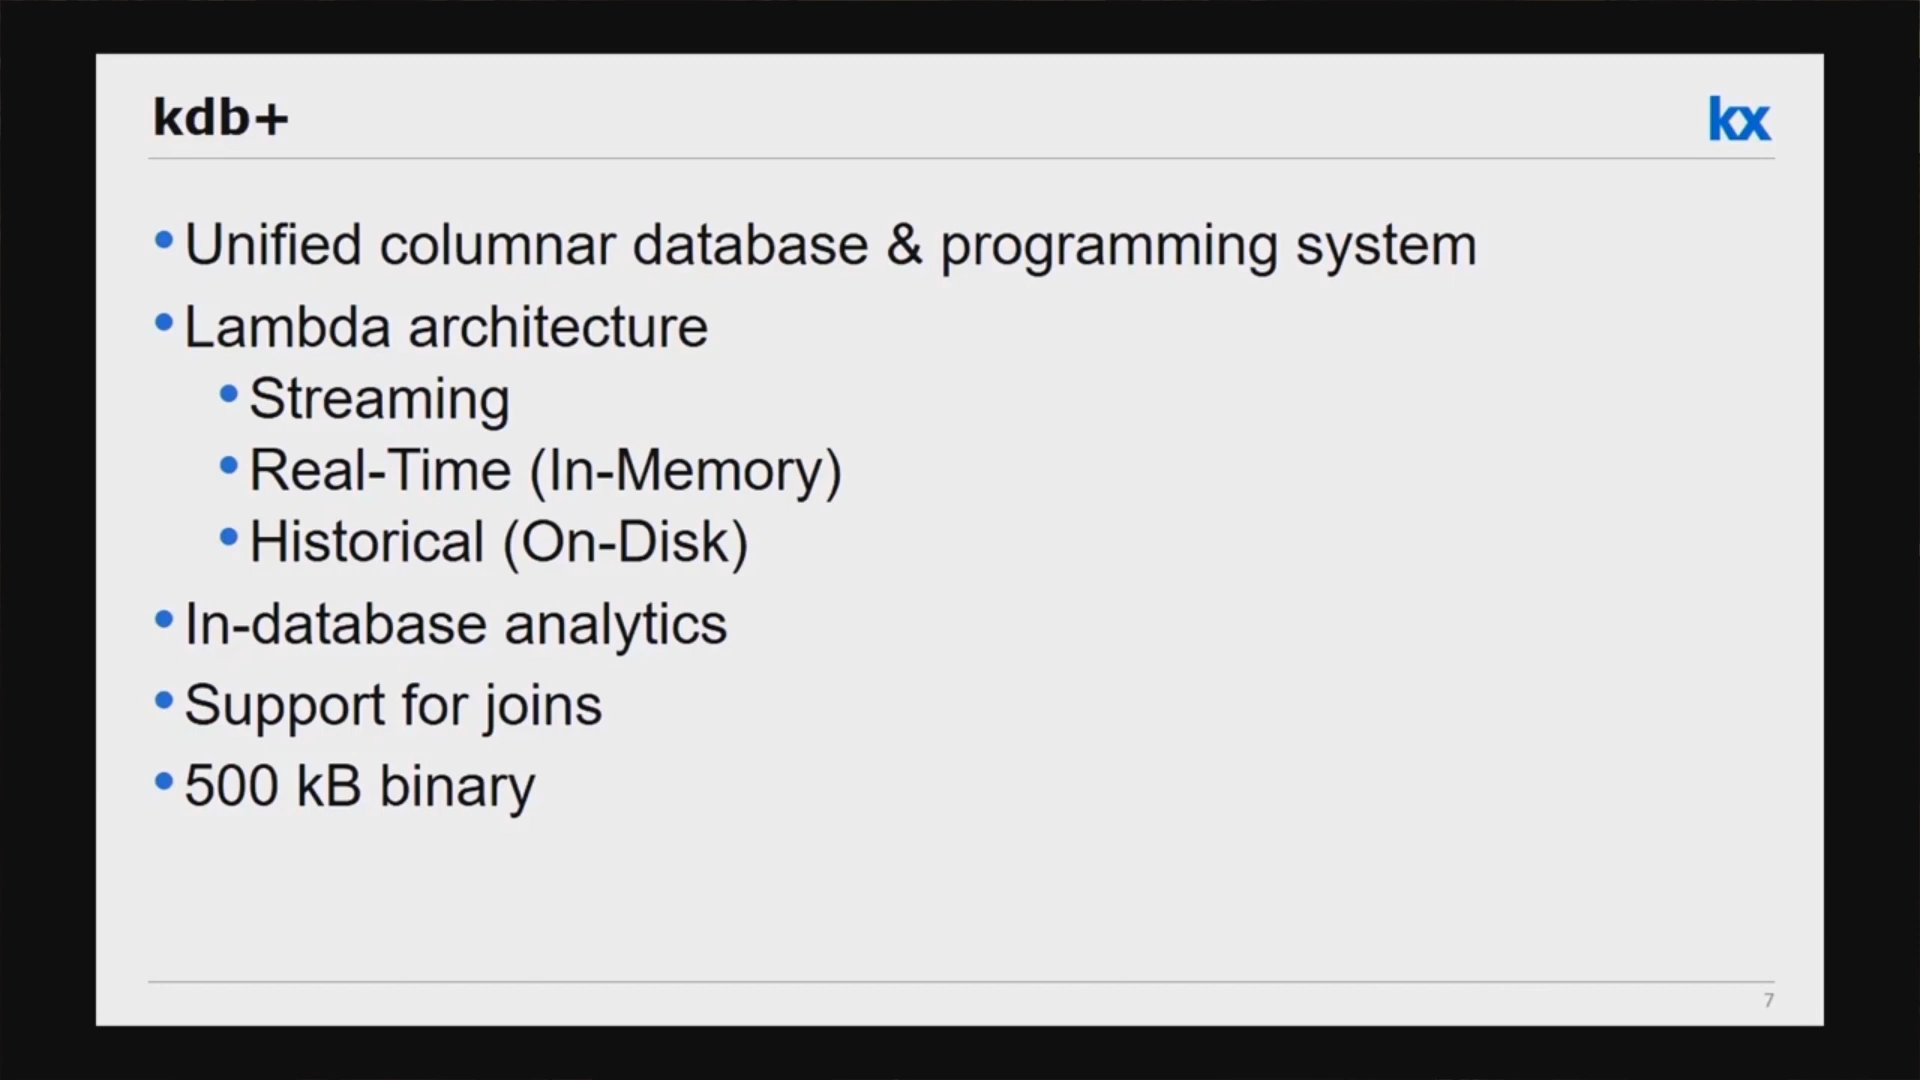 kdb+
kx
• Unified columnar database & programming system
• Lambda architecture
• Streaming
• Real-Time (In-Memory)
• Historical (On-Disk)
• In-database analytics
• Support for joins
• 500 kB binary
7